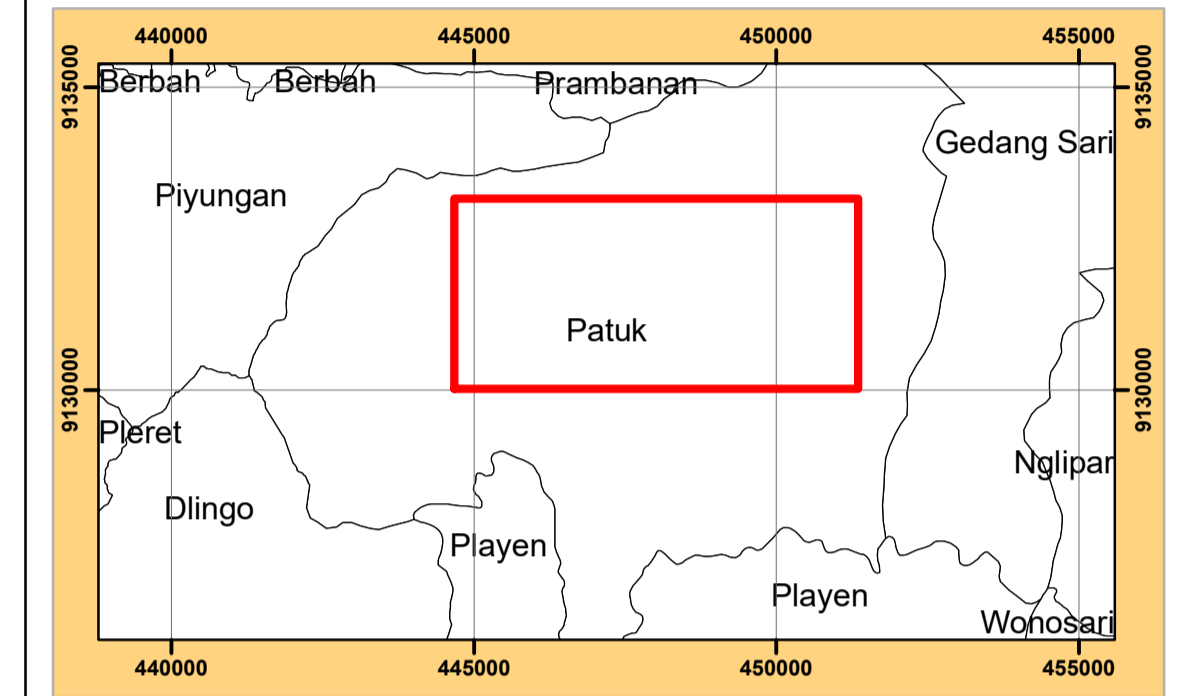 440000 445000 450000 455000
9135000 9135000
Berbah Berbah Prambanan
Gedang Sari
Piyungan
Patuk
9130000 9130000
Pleret
Nglipar
Dlingo
Playen
Playen
Wonosari
440000 445000 450000 455000